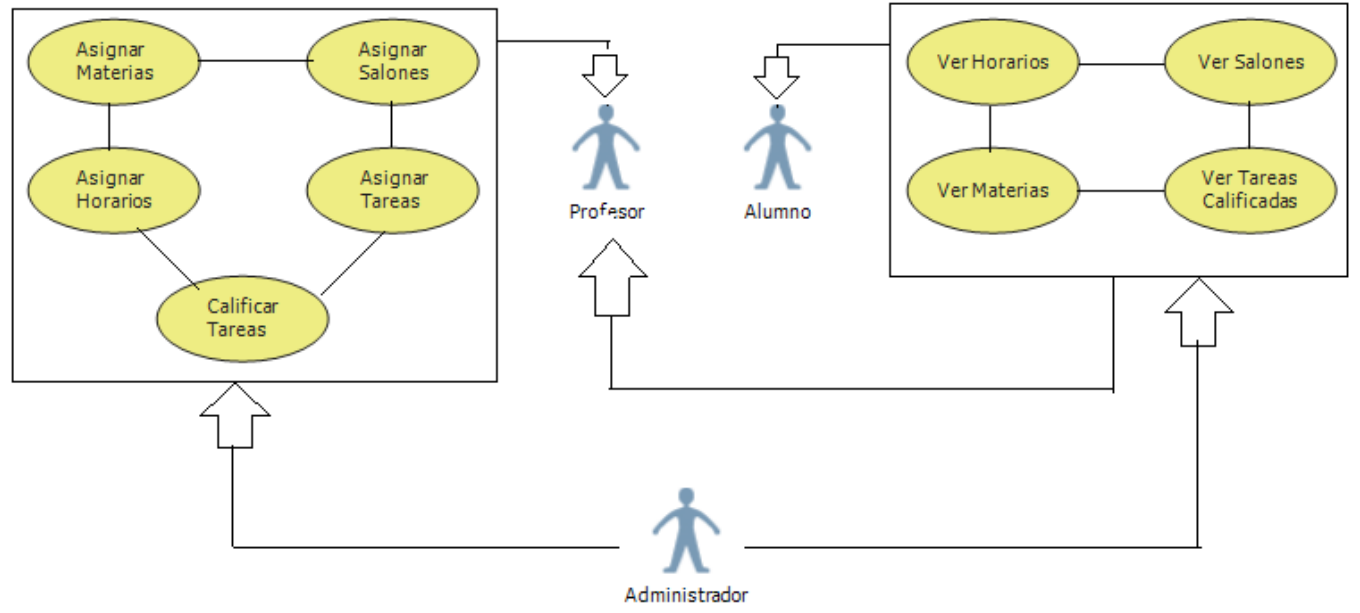 Asignar
Materias
Asignar
Salones
Asignar
Horarios
Asignar
Tareas
Calificar
Tareas
Profesor
Alumno
Ver Horarios
Ver Salones
Ver Materias
Ver Tareas
Calificadas
Administrador